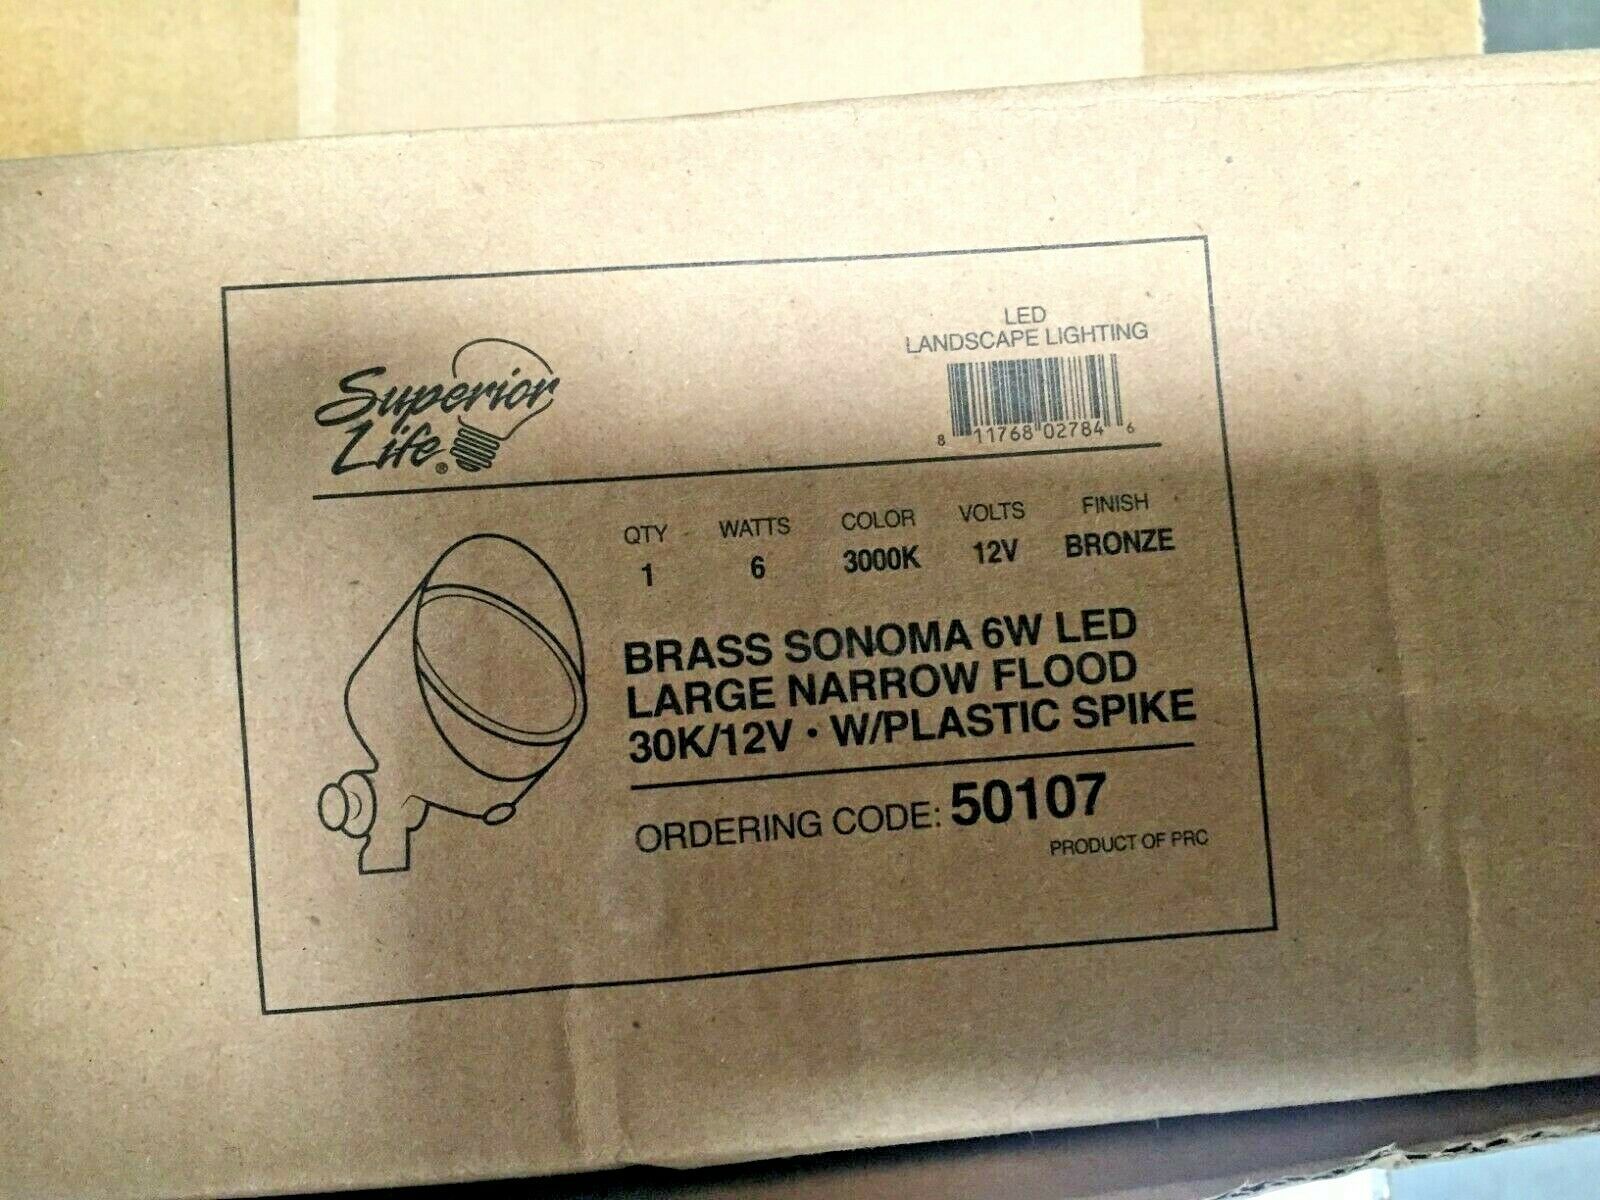 Superior
Life®
LED
LANDSCAPE LIGHTING
8 11768 02784 6
QTY WATTS COLOR VOLTS FINISH
1 6 3000K 12V BRONZE
BRASS SONOMA 6W LED
LARGE NARROW FLOOD
30K/12V • W/PLASTIC SPIKE
ORDERING CODE: 50107
PRODUCT OF PRC